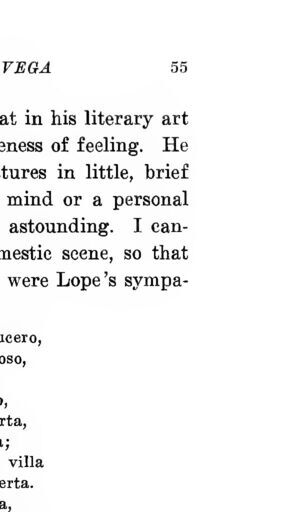 VEGA 55
at in his literary art
eness of feeling. He
tures in little, brief
mind or a personal
astounding. I can-
mestic scene, so that
were Lope's sympa-
ucero,
oso,
o,
rta,
a;
villa
erta.
a,